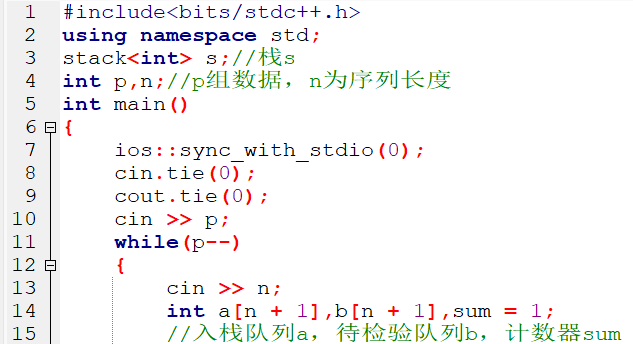 1 #include<bits/stdc++.h>
2 using namespace std;
3 stack<int> s;//栈s
4 int p,n;//p组数据，n为序列长度
5 int main()
6 {
7 ios::sync_with_stdio(0);
8 cin.tie(0);
9 cout.tie(0);
10 cin >> p;
11 while(p--)
12 {
13 cin >> n;
14 int a[n + 1],b[n + 1],sum = 1;
15 //入栈队列a，待检验队列b，计数器sum